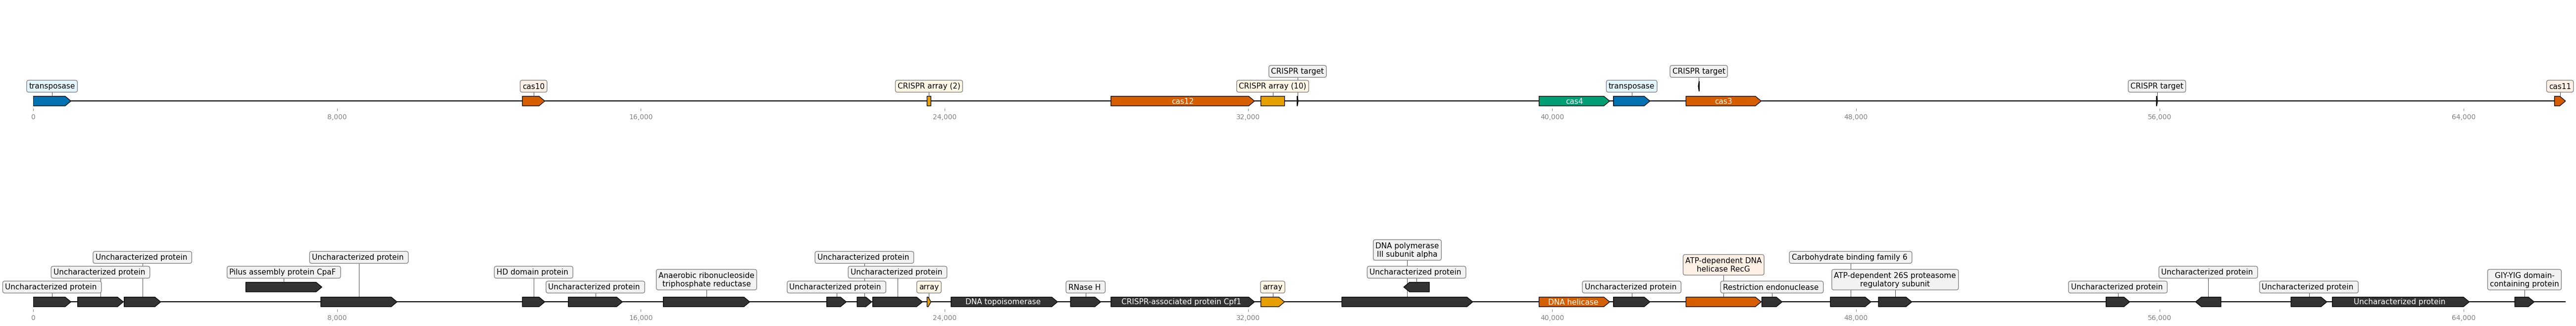 CRISPR target
CRISPR target
transposase
cas10
CRISPR array (2)
CRISPR array (10)
transposase
CRISPR target
cas11
cas12
cas4
cas3
0
8,000
16,000
24,000
32,000
40,000
48,000
56,000
64,000
DNA polymerase
III subunit alpha
Uncharacterized protein
Uncharacterized protein
Uncharacterized protein
ATP-dependent DNA
helicase RecG
Carbohydrate binding family 6
Uncharacterized protein
Pilus assembly protein CpaF
HD domain protein
Anaerobic ribonucleoside
triphosphate reductase
Uncharacterized protein
Uncharacterized protein
ATP-dependent 26S proteasome
regulatory subunit
Uncharacterized protein
GIY-YIG domain-
containing protein
Uncharacterized protein
Uncharacterized protein
Uncharacterized protein
array
RNase H
array
Uncharacterized protein
Restriction endonuclease
Uncharacterized protein
Uncharacterized protein
DNA topoisomerase
CRISPR-associated protein Cpf1
DNA helicase
Uncharacterized protein
0
8,000
16,000
24,000
32,000
40,000
48,000
56,000
64,000